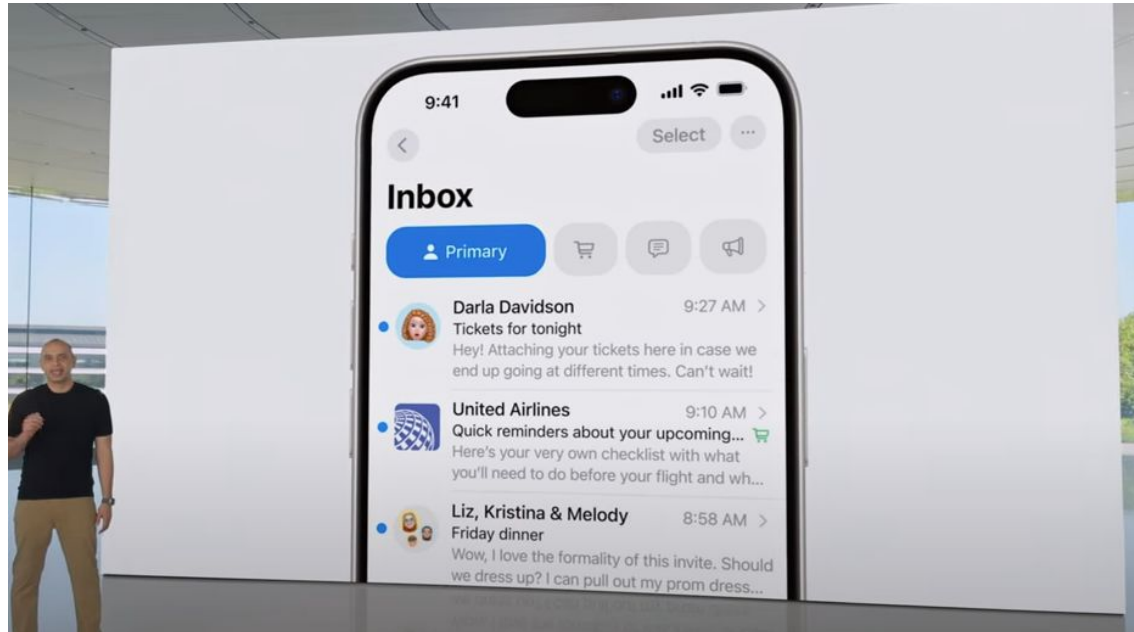 9:41
Select
Inbox
Primary
Darla Davidson
9:27 AM
Tickets for tonight
Hey! Attaching your tickets here in case we
end up going at different times. Can't wait!
United Airlines
9:10 AM
Quick reminders about your upcoming...
Here's your very own checklist with what
you'll need to do before your flight and wh...
Liz, Kristina & Melody
8:58 AM
Friday dinner
Wow, I love the formality of this invite. Should
we dress up? I can pull out my prom dress...